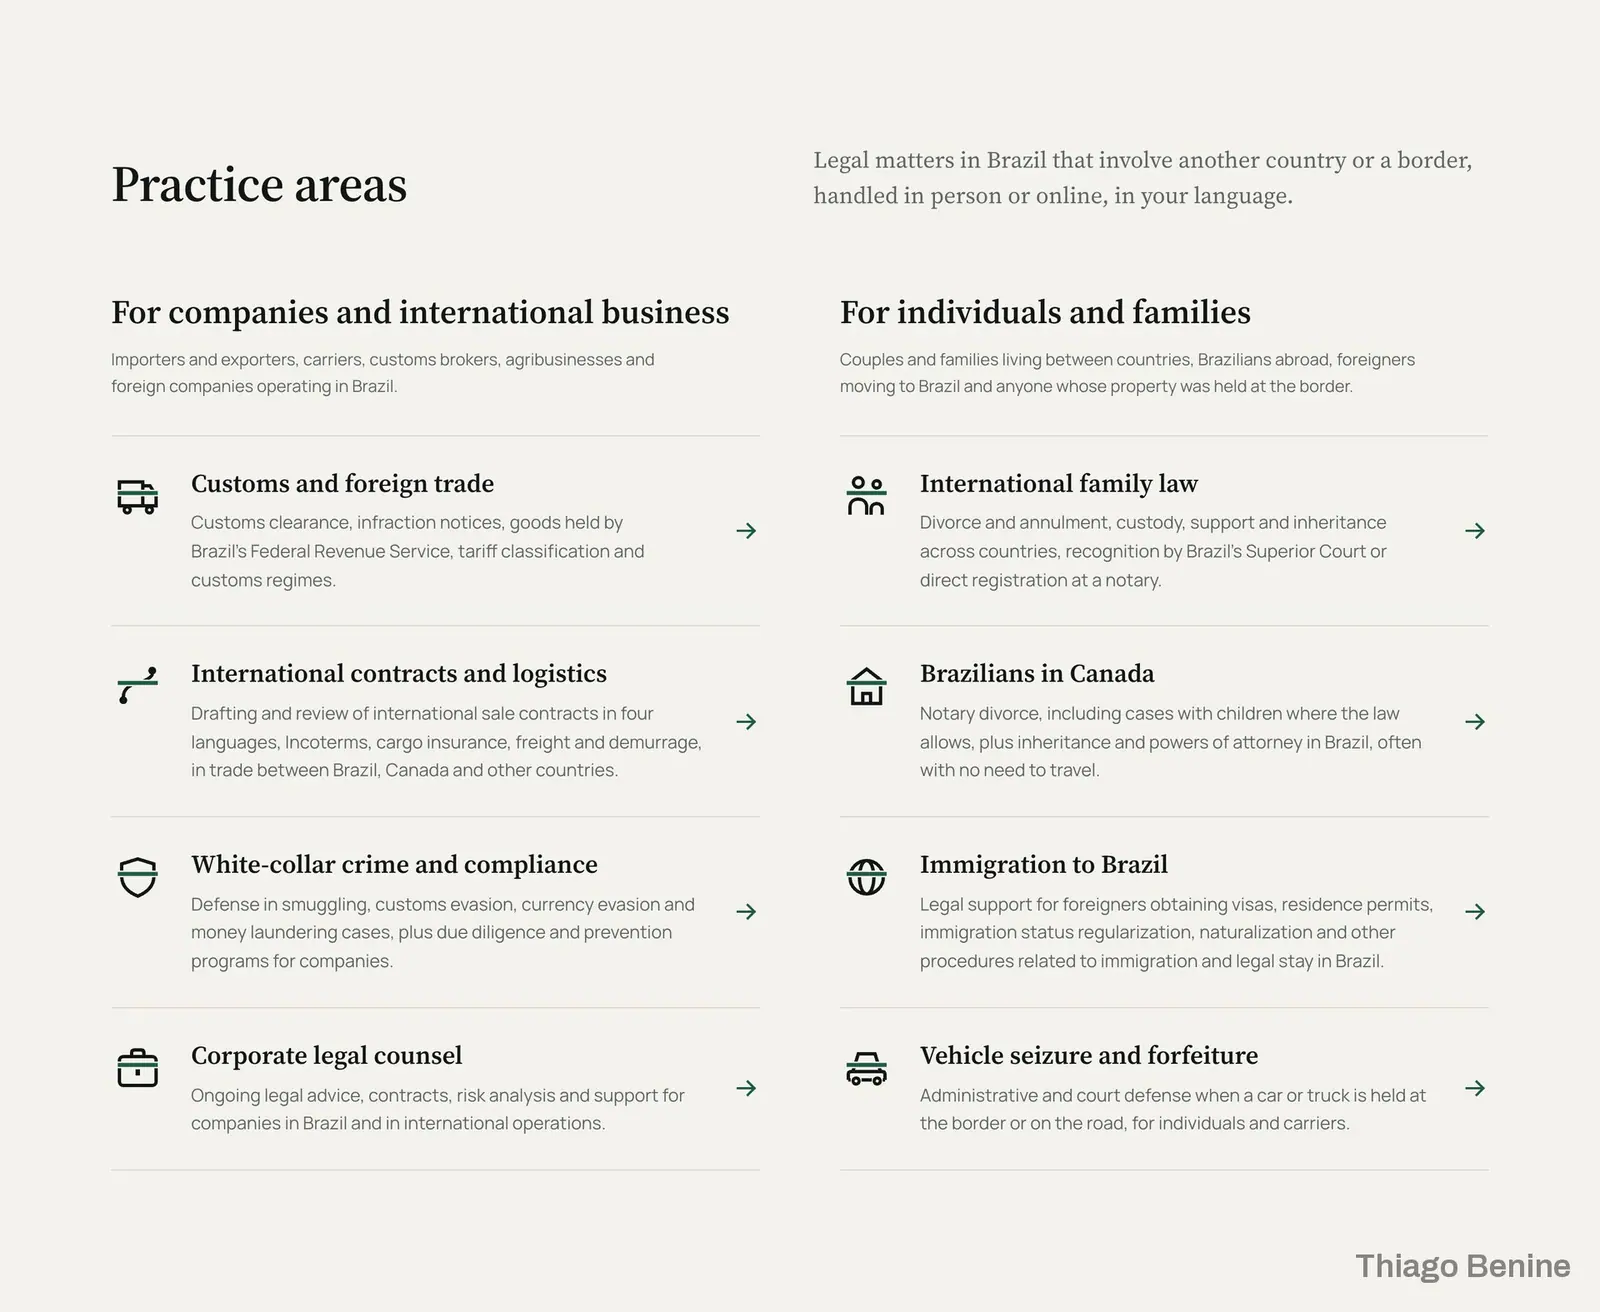 Practice areas
Legal matters in Brazil that involve another country or a border,
handled in person or online, in your language.
For companies and international business
Importers and exporters, carriers, customs brokers, agribusinesses and
foreign companies operating in Brazil.
Customs and foreign trade
Customs clearance, infraction notices, goods held by
Brazil's Federal Revenue Service, tariff classification and
customs regimes.
International contracts and logistics
Drafting and review of international sale contracts in four
languages, Incoterms, cargo insurance, freight and demurrage,
in trade between Brazil, Canada and other countries.
White-collar crime and compliance
Defense in smuggling, customs evasion, currency evasion and
money laundering cases, plus due diligence and prevention
programs for companies.
Corporate legal counsel
Ongoing legal advice, contracts, risk analysis and support for
companies in Brazil and in international operations.
For individuals and families
Couples and families living between countries, Brazilians abroad, foreigners
moving to Brazil and anyone whose property was held at the border.
International family law
Divorce and annulment, custody, support and inheritance
across countries, recognition by Brazil's Superior Court or
direct registration at a notary.
Brazilians in Canada
Notary divorce, including cases with children where the law
allows, plus inheritance and powers of attorney in Brazil, often
with no need to travel.
Immigration to Brazil
Legal support for foreigners obtaining visas, residence permits,
immigration status regularization, naturalization and other
procedures related to immigration and legal stay in Brazil.
Vehicle seizure and forfeiture
Administrative and court defense when a car or truck is held at
the border or on the road, for individuals and carriers.
Thiago Benine